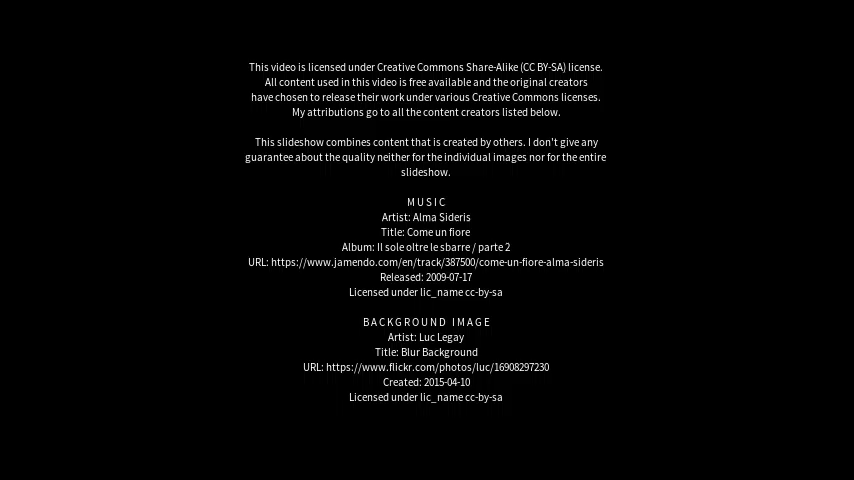 This video is licensed under Creative Commons Share-Alike (CC BY-SA) license.
All content used in this video is free available and the original creators
have chosen to release their work under various Creative Commons licenses.
My attributions go to all the content creators listed below.
This slideshow combines content that is created by others. I don't give any
guarantee about the quality neither for the individual images nor for the entire
slideshow.
MUSIC
Artist: Alma Sideris
Title: Come un fiore
Album: Il sole oltre le sbarre / parte 2
URL: https://www.jamendo.com/en/track/387500/come-un-fiore-alma-sideris
Released: 2009-07-17
Licensed under lic_name cc-by-sa
BACKGROUND IMAGE
Artist: Luc Legay
Title: Blur Background
URL: https://www.flickr.com/photos/luc/16908297230
Created: 2015-04-10
Licensed under lic_name cc-by-sa